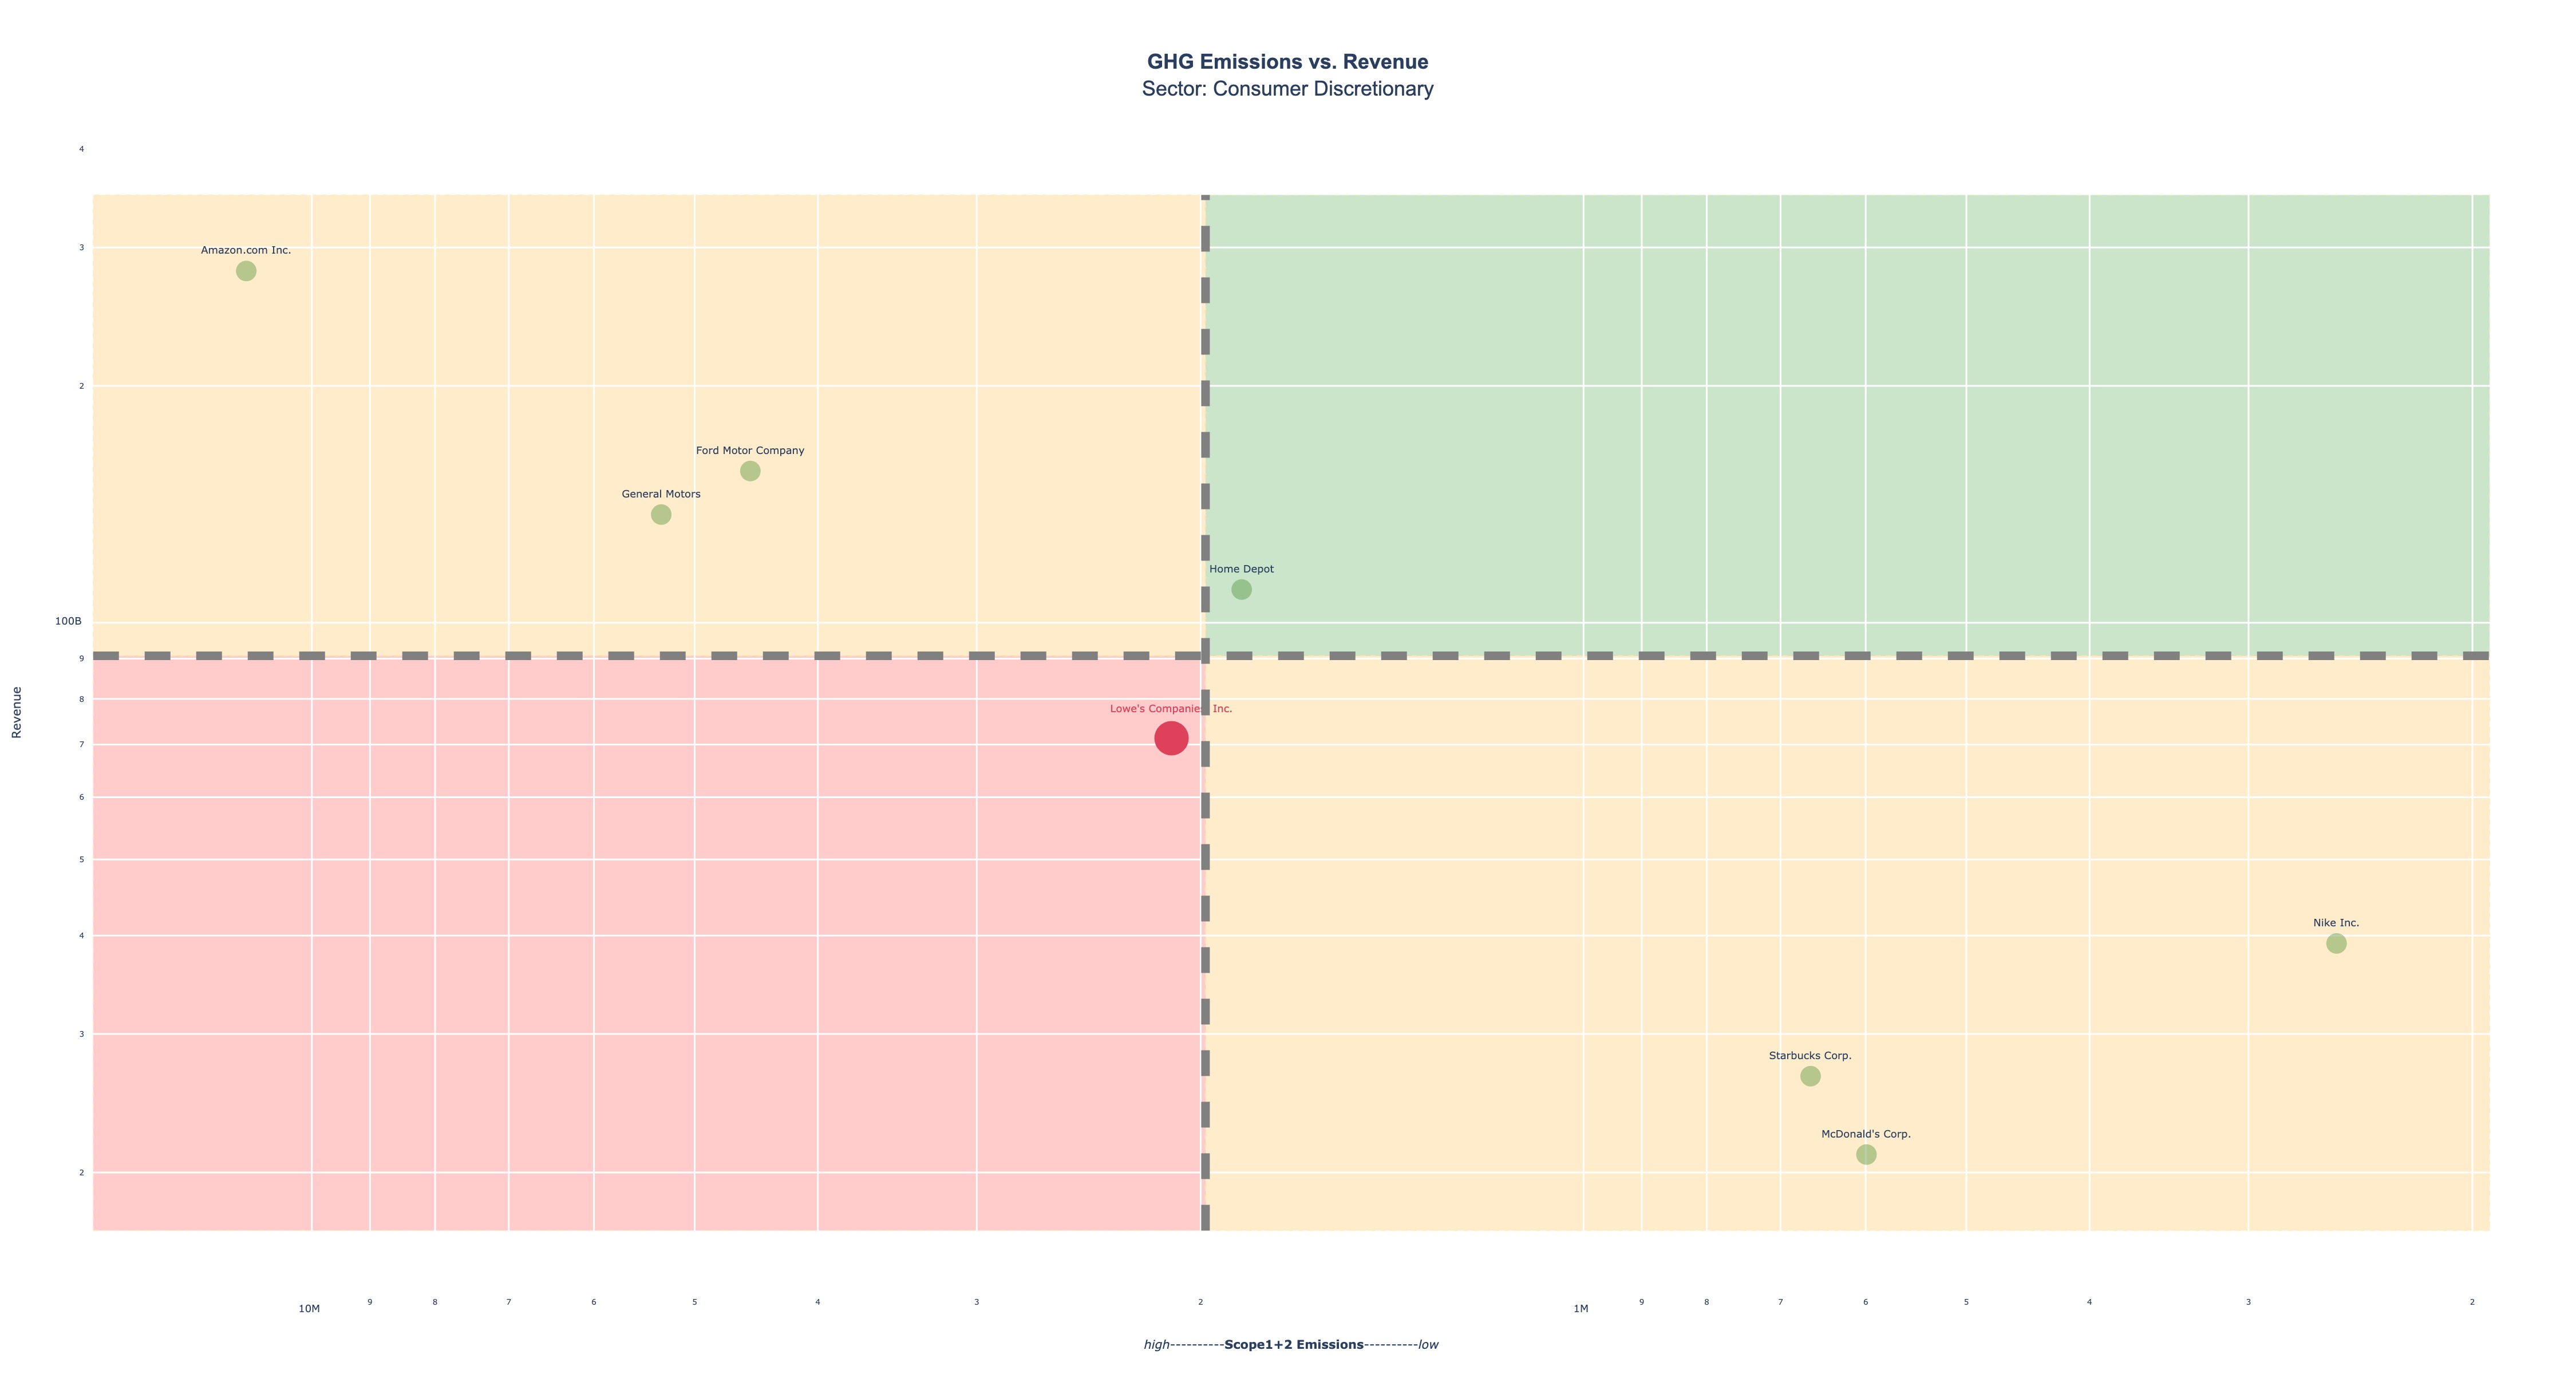 GHG Emissions vs. Revenue
Sector: Consumer Discretionary
4
3
2
100B
9
8
7
6
5
4
3
2
Revenue
Amazon.com Inc.
Ford Motor Company
General Motors
Home Depot
Lowe's Companies, Inc.
Nike Inc.
Starbucks Corp.
McDonald's Corp.
10M 9 8 7 6 5 4 3 2 1M 9 8 7 6 5 4 3 2
high----------Scope1+2 Emissions----------low